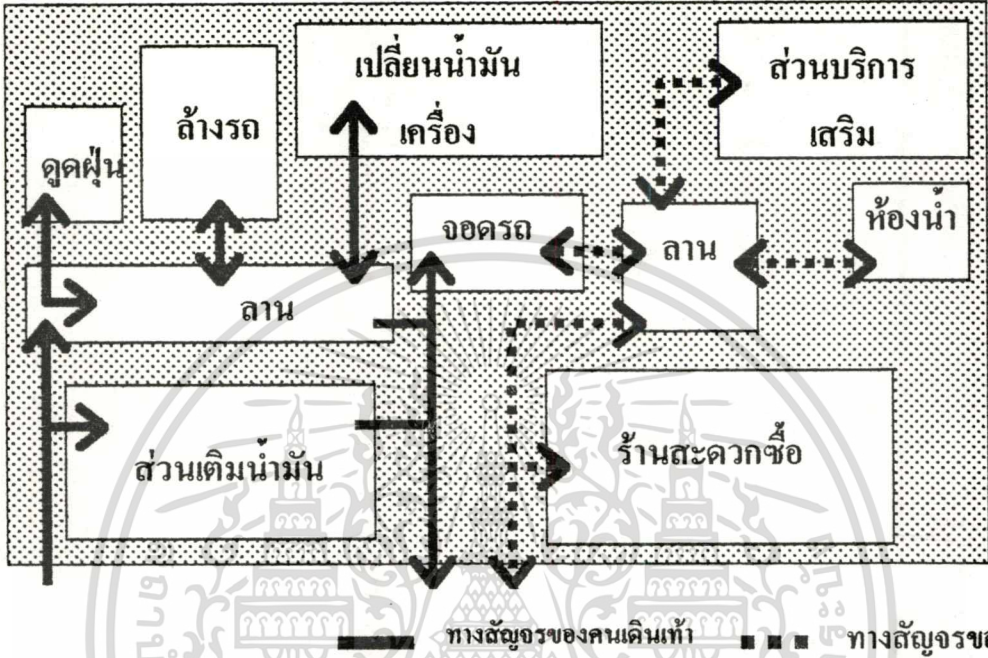 เปลี่ยนน้ำมัน
เครื่อง
ส่วนบริการ
เสริม
ล้างรถ
ดูดฝุ่น
จอดรถ
ลาน
ห้องน้ำ
ลาน
ส่วนเติมน้ำมัน
ร้านสะดวกซื้อ
ทางสัญจรของคนเดินเท้า
ทางสัญจรขอ